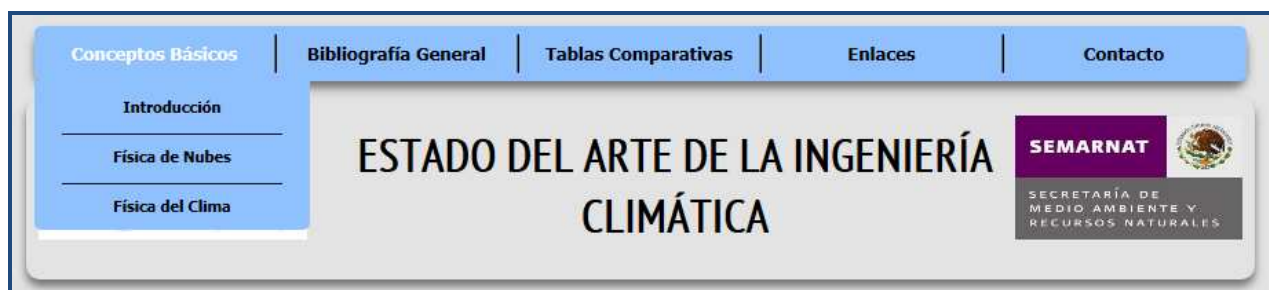 Conceptos Básicos
Bibliografía General
Tablas Comparativas
Enlaces
Contacto
Introducción
Física de Nubes
Física del Clima
ESTADO DEL ARTE DE LA INGENIERÍA
CLIMÁTICA
SEMARNAT
SECRETARÍA DE
MEDIO AMBIENTE Y
RECURSOS NATURALES